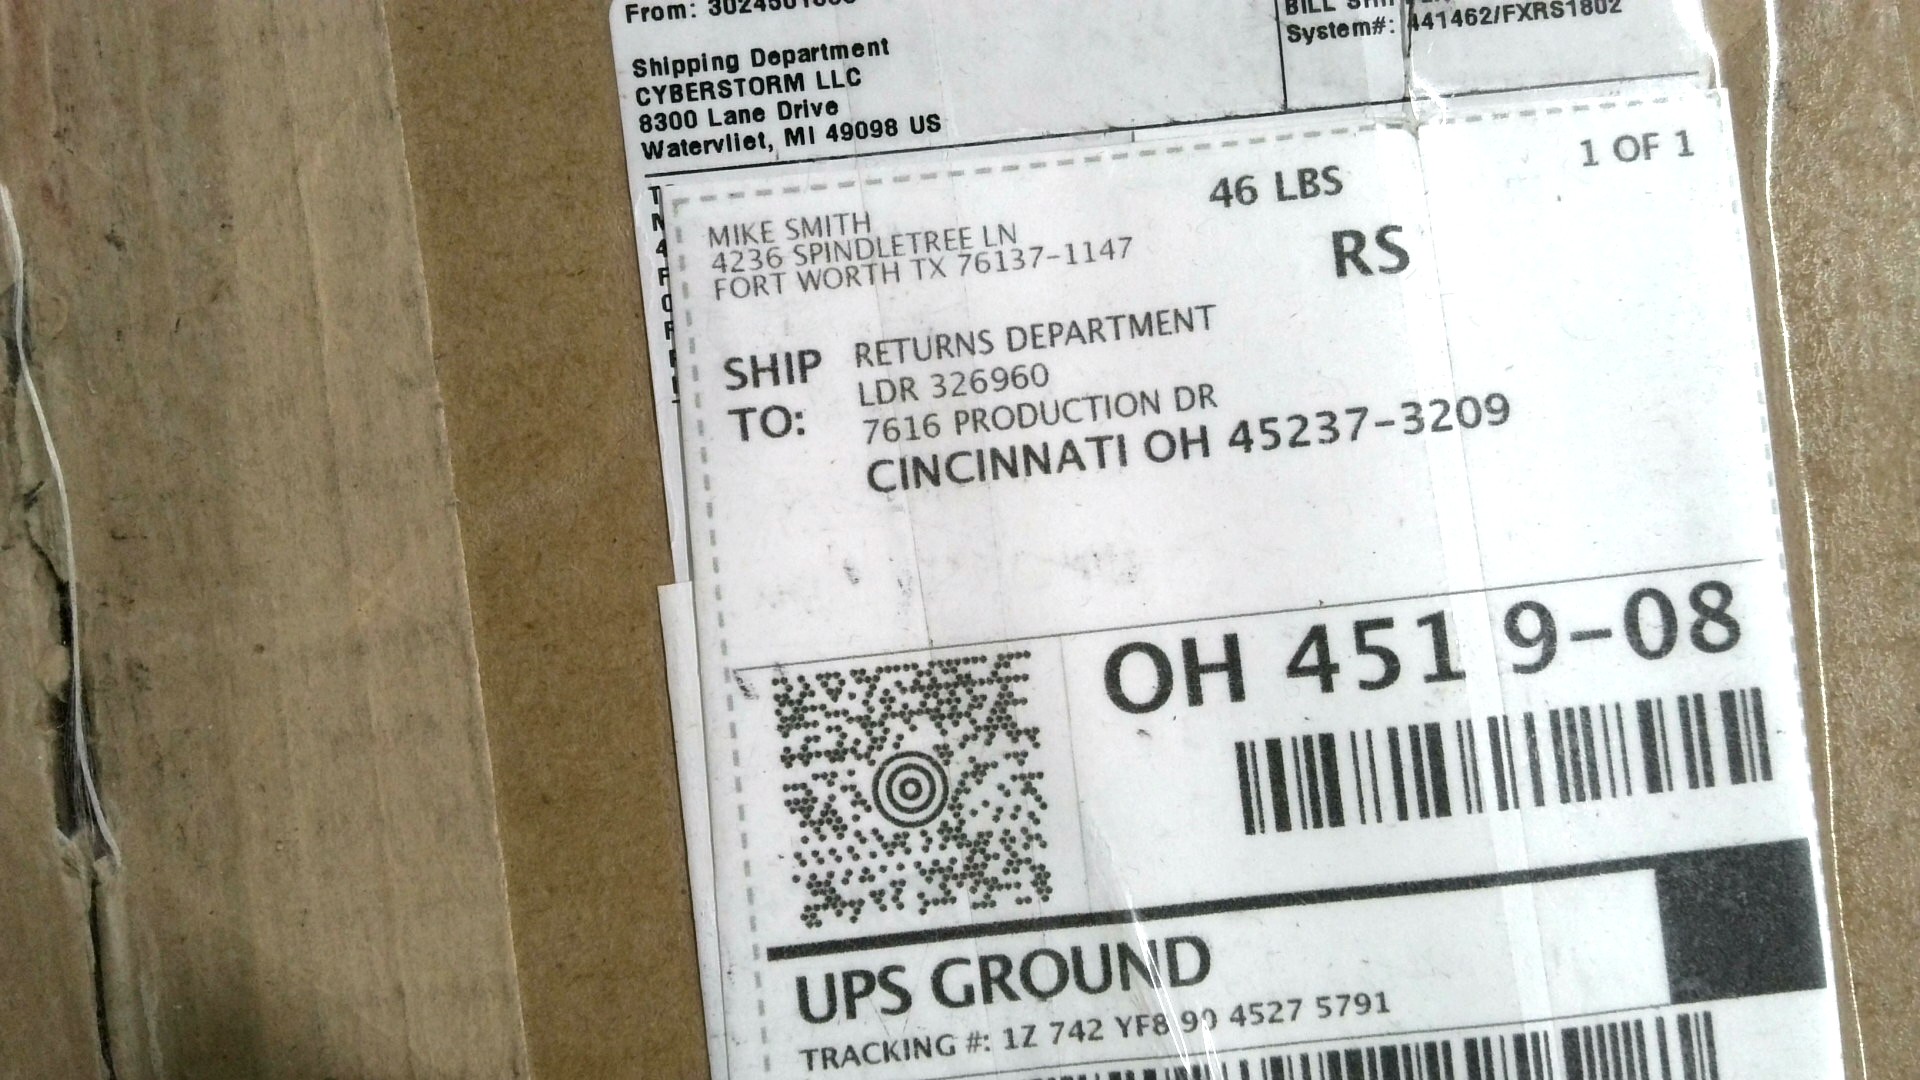 From:
Shipping Department
CYBERSTORM LLC
8300 Lane Drive
Watervliet, MI 49098 US
System#: 441462/FXRS1802
1 OF 1
46 LBS
RS
MIKE SMITH
4236 SPINDLETREE LN
FORT WORTH TX 76137-1147
SHIP TO:
RETURNS DEPARTMENT
LDR 326960
7616 PRODUCTION DR
CINCINNATI OH 45237-3209
OH 451 9-08
UPS GROUND
TRACKING #: 1Z 742 YF8 90 4527 5791